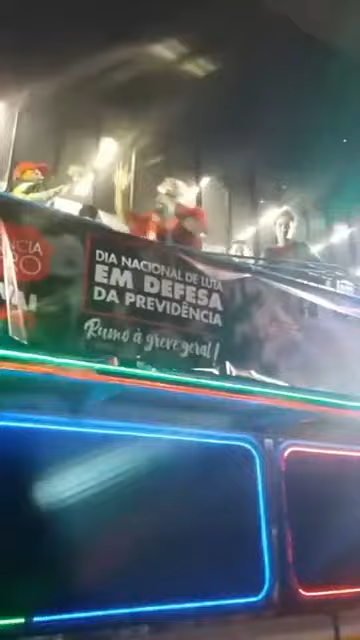 DIA NACIONAL DE LUTA
EM DEFESA
DA PREVIDÊNCIA
Rumo à greve geral!